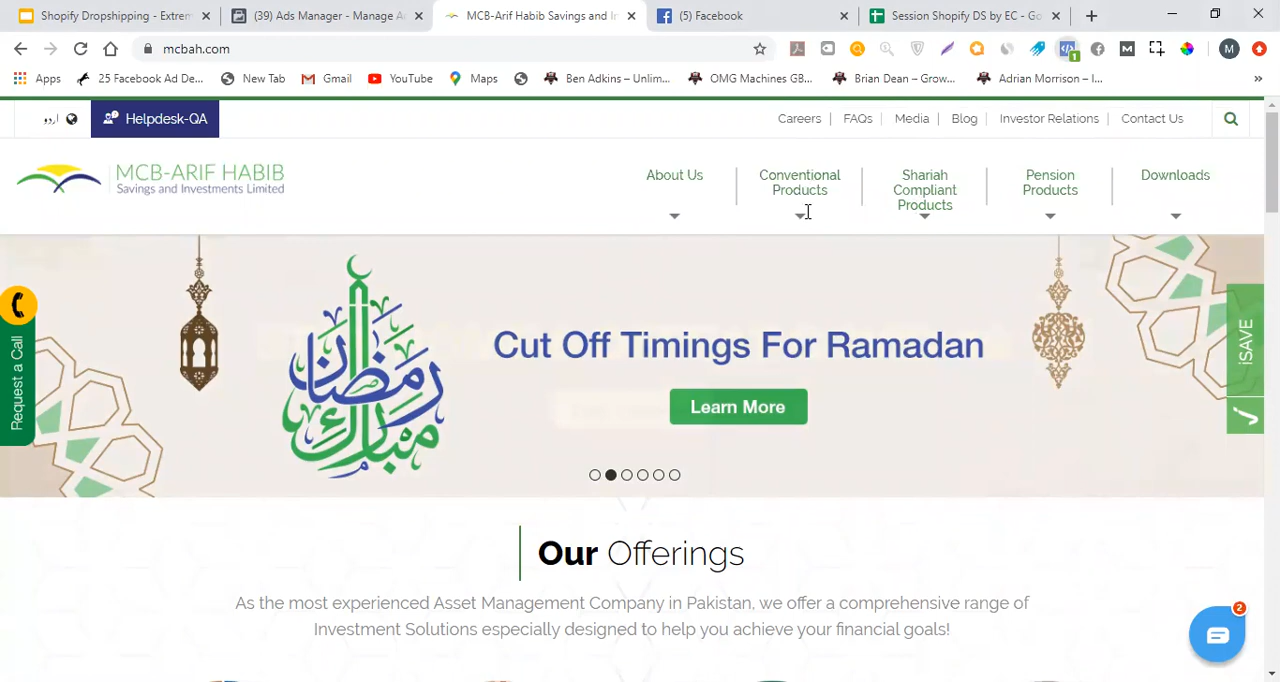 Shopify Dropshipping - Extrem
(39) Ads Manager - Manage A
MCB-Arif Habib Savings and In
(5) Facebook
Session Shopify DS by EC - Go
mcbah.com
1
M
Apps
25 Facebook Ad De...
New Tab
Gmail
YouTube
Maps
Ben Adkins – Unlim...
OMG Machines GB...
Brian Dean – Grow...
Adrian Morrison – I...
»
اردو
Helpdesk-QA
Careers | FAQs | Media | Blog | Investor Relations | Contact Us
MCB-ARIF HABIB
Savings and Investments Limited
About Us
Conventional
Products
Shariah
Compliant
Products
Pension
Products
Downloads
رمضان
مبارك
Cut Off Timings For Ramadan
Learn More
Request a Call
iSAVE
Our Offerings
As the most experienced Asset Management Company in Pakistan, we offer a comprehensive range of
Investment Solutions especially designed to help you achieve your financial goals!
2